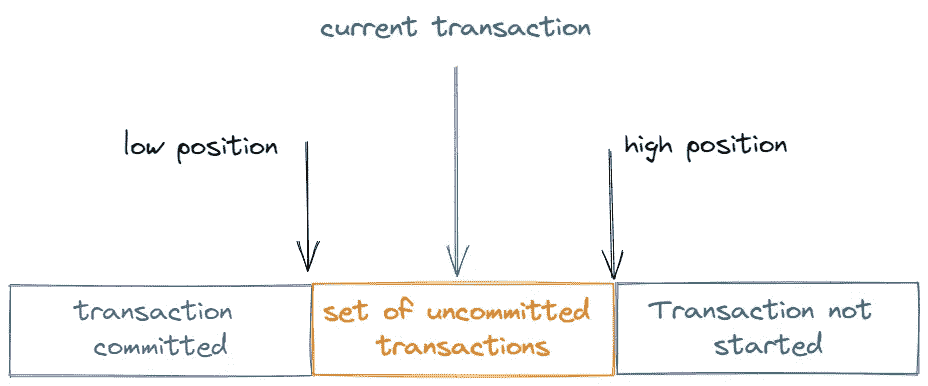 current transaction
low position
high position
transaction
committed
set of uncommitted
transactions
Transaction not
started